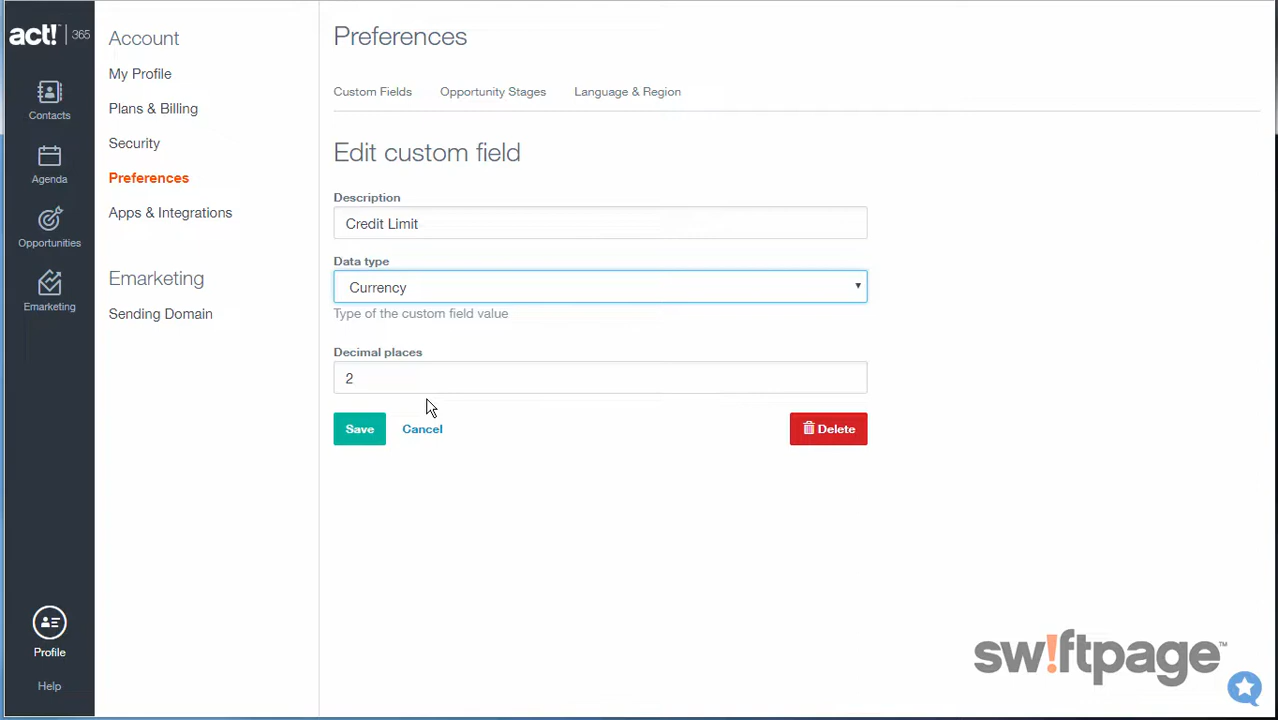 act! | 365
Contacts
Agenda
Opportunities
Emarketing
Profile
Help
Account
My Profile
Plans & Billing
Security
Preferences
Apps & Integrations
Emarketing
Sending Domain
Preferences
Custom Fields Opportunity Stages Language & Region
Edit custom field
Description
Credit Limit
Data type
Currency
Type of the custom field value
Decimal places
2
Save Cancel Delete
sw!ftpage™